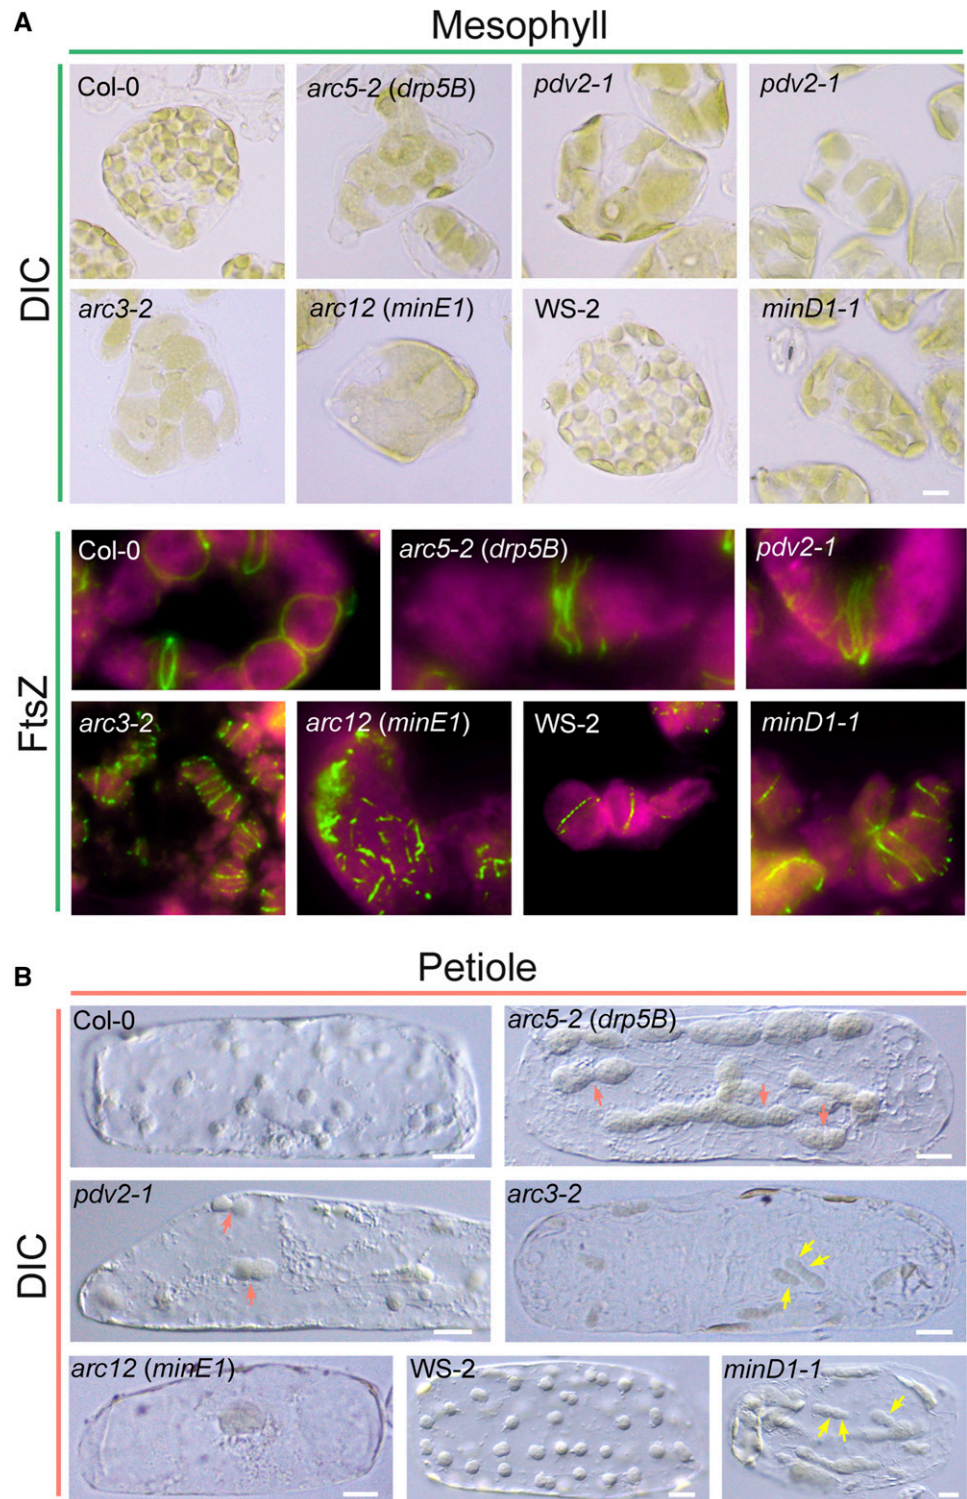 A
Mesophyll
DIC
Col-0
arc5-2 (drp5B)
pdv2-1
pdv2-1
arc3-2
arc12 (minE1)
WS-2
minD1-1
FtsZ
Col-0
arc5-2 (drp5B)
pdv2-1
arc3-2
arc12 (minE1)
WS-2
minD1-1
B
Petiole
DIC
Col-0
arc5-2 (drp5B)
pdv2-1
arc3-2
arc12 (minE1)
WS-2
minD1-1